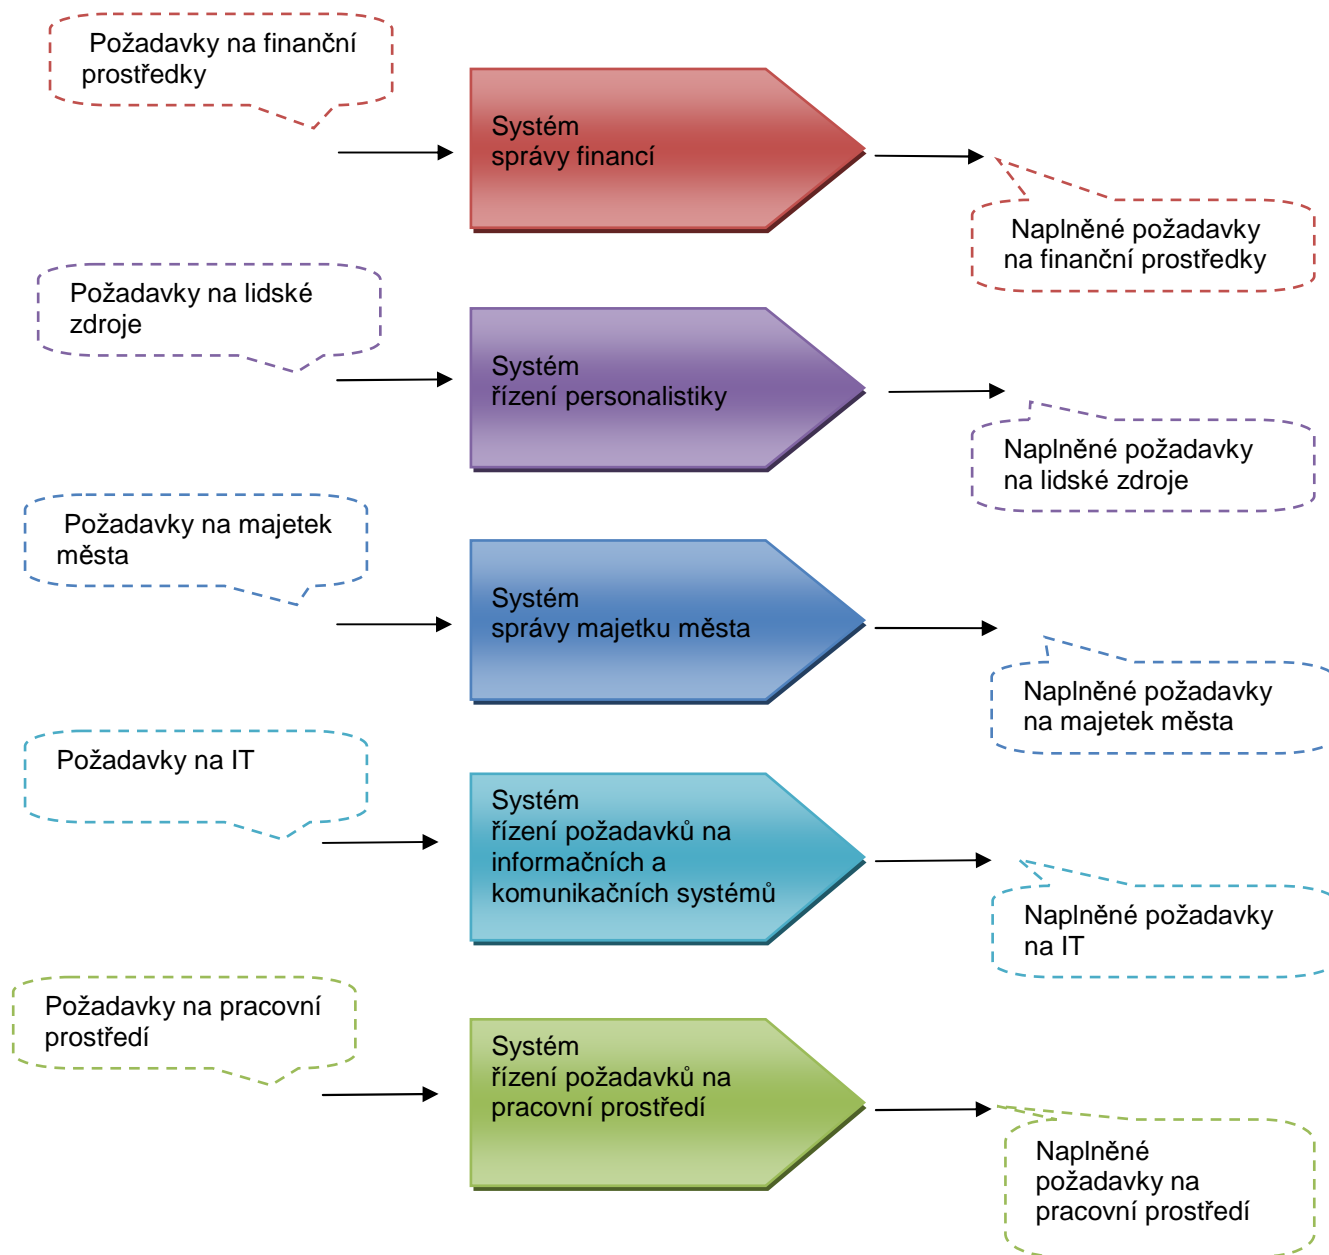 Požadavky na finanční
prostředky
Systém
správy financí
Naplněné požadavky
na finanční prostředky
Požadavky na lidské
zdroje
Systém
řízení personalistiky
Naplněné požadavky
na lidské zdroje
Požadavky na majetek
města
Systém
správy majetku města
Naplněné požadavky
na majetek města
Požadavky na IT
Systém
řízení požadavků na
informačních a
komunikačních systémů
Naplněné požadavky
na IT
Požadavky na pracovní
prostředí
Systém
řízení požadavků na
pracovní prostředí
Naplněné
požadavky na
pracovní prostředí